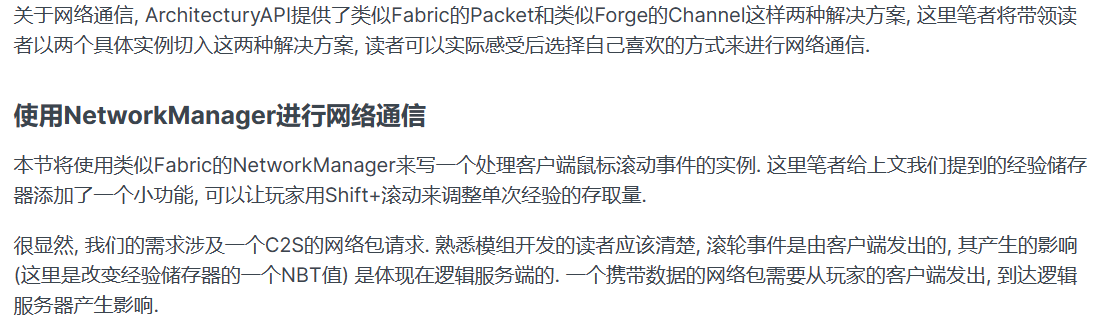 关于网络通信, ArchitecturyAPI提供了类似Fabric的Packet和类似Forge的Channel这样两种解决方案, 这里笔者将带领读
者以两个具体实例切入这两种解决方案, 读者可以实际感受后选择自己喜欢的方式来进行网络通信.
使用NetworkManager进行网络通信
本节将使用类似Fabric的NetworkManager来写一个处理客户端鼠标滚动事件的实例. 这里笔者给上文我们提到的经验储存
器添加了一个小功能, 可以让玩家用Shift+滚动来调整单次经验的存取量.
很显然, 我们的需求涉及一个C2S的网络包请求. 熟悉模组开发的读者应该清楚, 滚轮事件是由客户端发出的, 其产生的影响
(这里是改变经验储存器的一个NBT值) 是体现在逻辑服务端的. 一个携带数据的网络包需要从玩家的客户端发出, 到达逻辑
服务器产生影响.